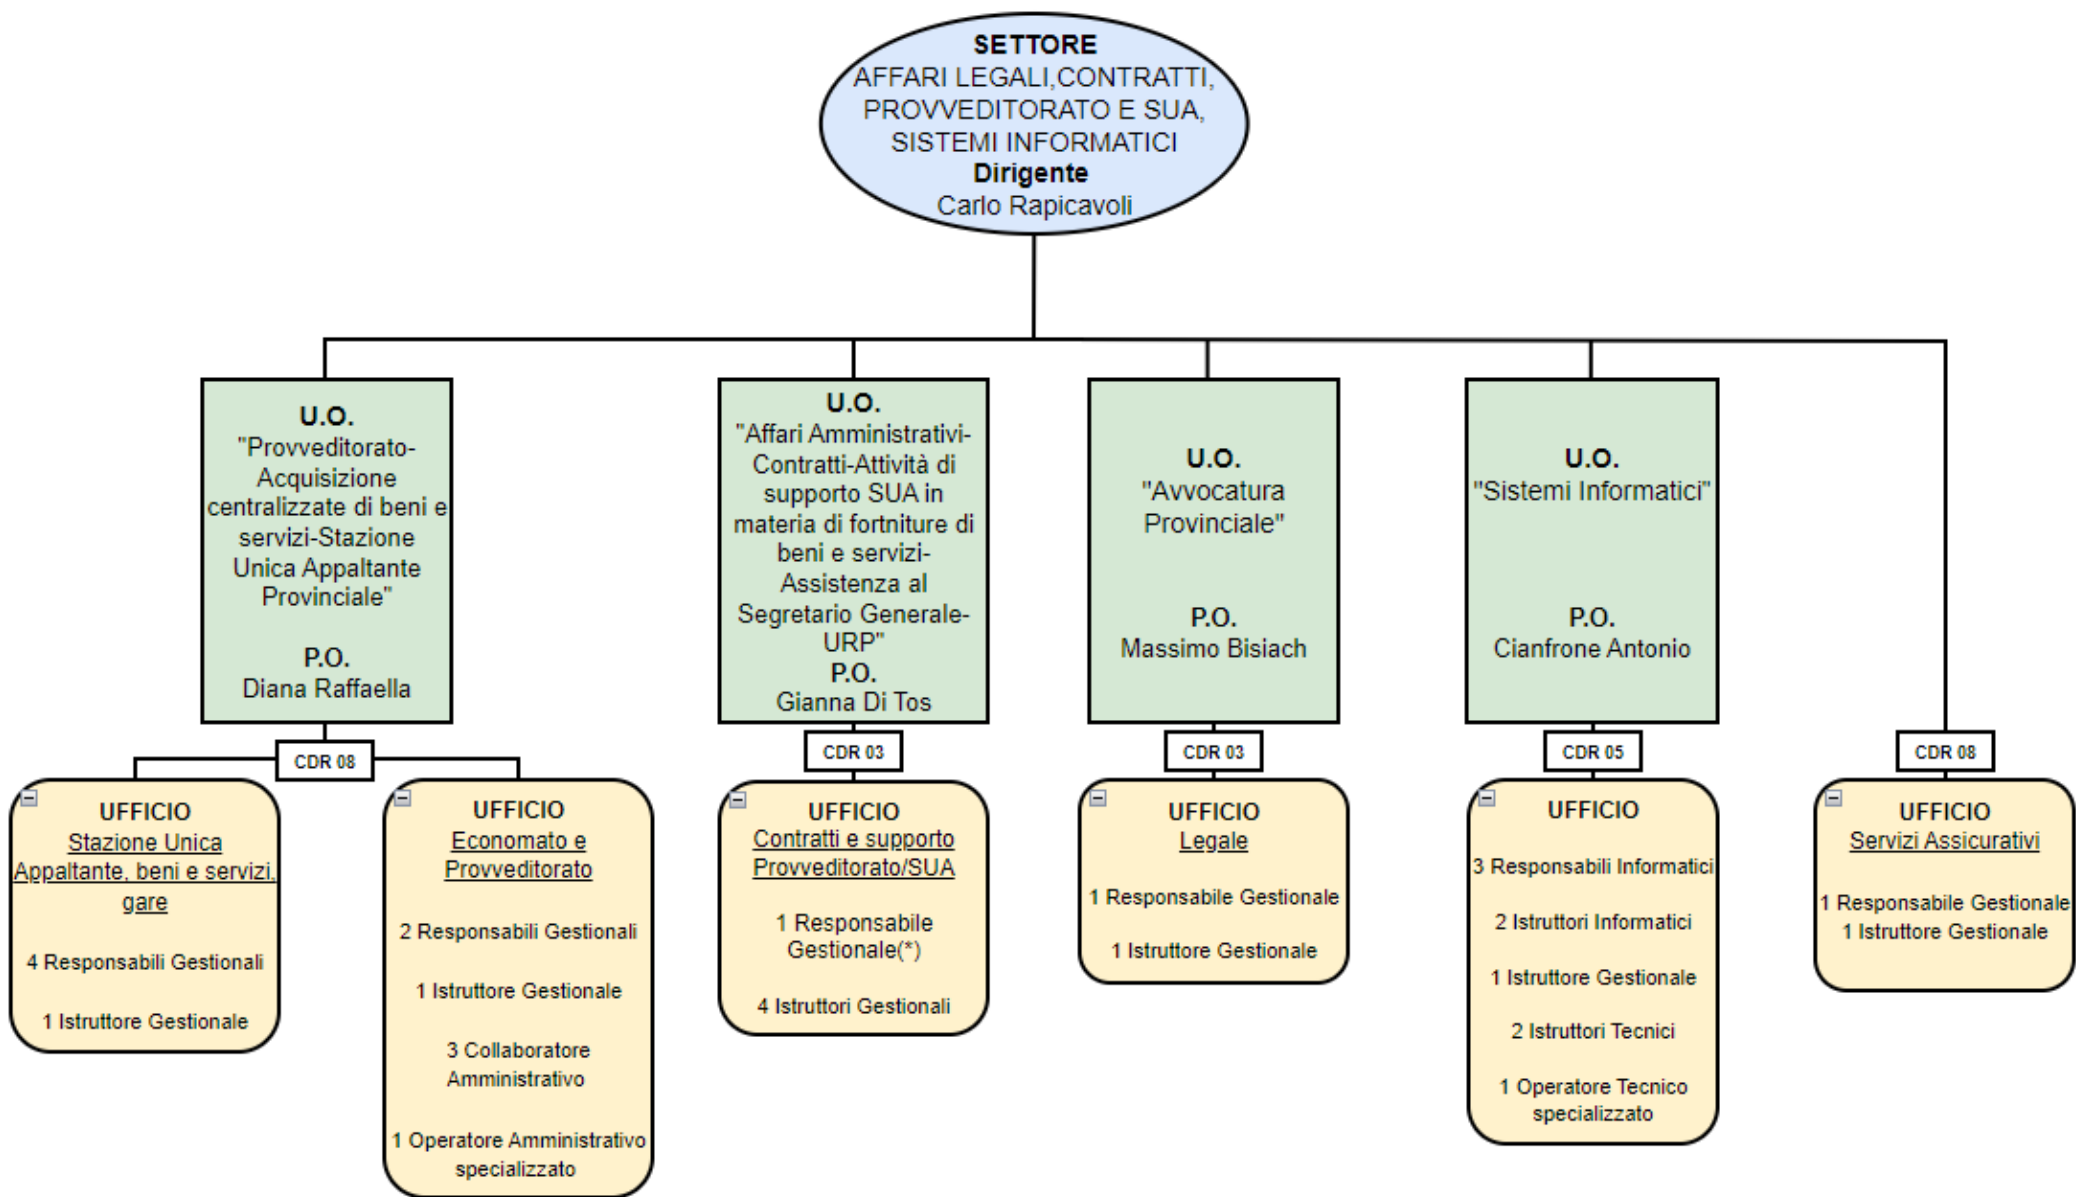 SETTORE
AFFARI LEGALI,CONTRATTI,
PROVVEDITORATO E SUA,
SISTEMI INFORMATICI
Dirigente
Carlo Rapicavoli
U.O.
"Provveditorato-
Acquisizione
centralizzate di beni e
servizi-Stazione
Unica Appaltante
Provinciale"
P.O.
Diana Raffaella
U.O.
"Affari Amministrativi-
Contratti-Attività di
supporto SUA in
materia di fortniture di
beni e servizi-
Assistenza al
Segretario Generale-
URP"
P.O.
Gianna Di Tos
U.O.
"Avvocatura
Provinciale"
P.O.
Massimo Bisiach
U.O.
"Sistemi Informatici"
P.O.
Cianfrone Antonio
CDR 08
CDR 03
CDR 03
CDR 05
CDR 08
UFFICIO
Stazione Unica
Appaltante, beni e servizi,
gare
4 Responsabili Gestionali
1 Istruttore Gestionale
UFFICIO
Economato e
Provveditorato
2 Responsabili Gestionali
1 Istruttore Gestionale
3 Collaboratore
Amministrativo
1 Operatore Amministrativo
specializzato
UFFICIO
Contratti e supporto
Provveditorato/SUA
1 Responsabile
Gestionale(*)
4 Istruttori Gestionali
UFFICIO
Legale
1 Responsabile Gestionale
1 Istruttore Gestionale
UFFICIO
3 Responsabili Informatici
2 Istruttori Informatici
1 Istruttore Gestionale
2 Istruttori Tecnici
1 Operatore Tecnico
specializzato
UFFICIO
Servizi Assicurativi
1 Responsabile Gestionale
1 Istruttore Gestionale